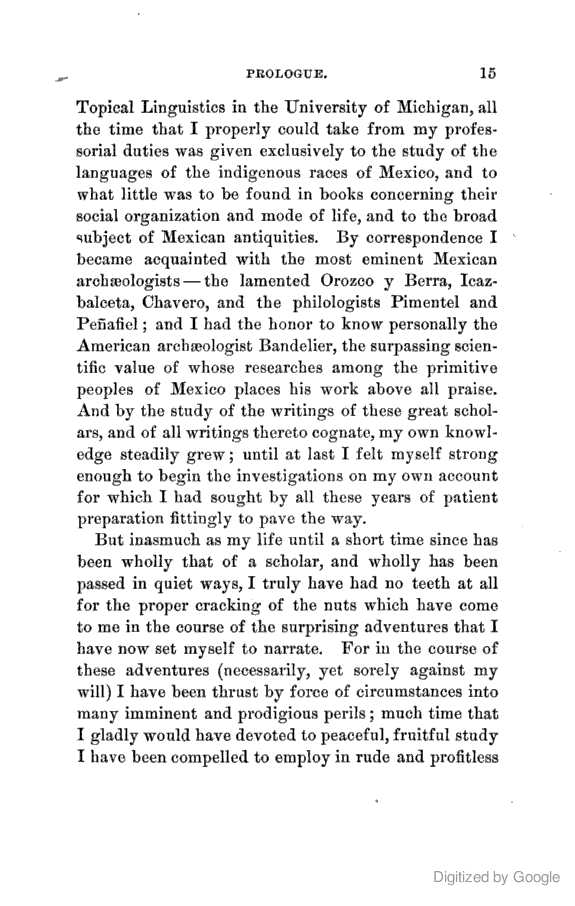 PROLOGUE. 15
Topical Linguistics in the University of Michigan, all
the time that I properly could take from my profes-
sorial duties was given exclusively to the study of the
languages of the indigenous races of Mexico, and to
what little was to be found in books concerning their
social organization and mode of life, and to the broad
subject of Mexican antiquities. By correspondence I
became acquainted with the most eminent Mexican
archæologists—the lamented Orozco y Berra, Icaz-
balceta, Chavero, and the philologists Pimentel and
Peñafiel; and I had the honor to know personally the
American archæologist Bandelier, the surpassing scien-
tific value of whose researches among the primitive
peoples of Mexico places his work above all praise.
And by the study of the writings of these great schol-
ars, and of all writings thereto cognate, my own knowl-
edge steadily grew; until at last I felt myself strong
enough to begin the investigations on my own account
for which I had sought by all these years of patient
preparation fittingly to pave the way.
But inasmuch as my life until a short time since has
been wholly that of a scholar, and wholly has been
passed in quiet ways, I truly have had no teeth at all
for the proper cracking of the nuts which have come
to me in the course of the surprising adventures that I
have now set myself to narrate. For in the course of
these adventures (necessarily, yet sorely against my
will) I have been thrust by force of circumstances into
many imminent and prodigious perils; much time that
I gladly would have devoted to peaceful, fruitful study
I have been compelled to employ in rude and profitless
Digitized by Google